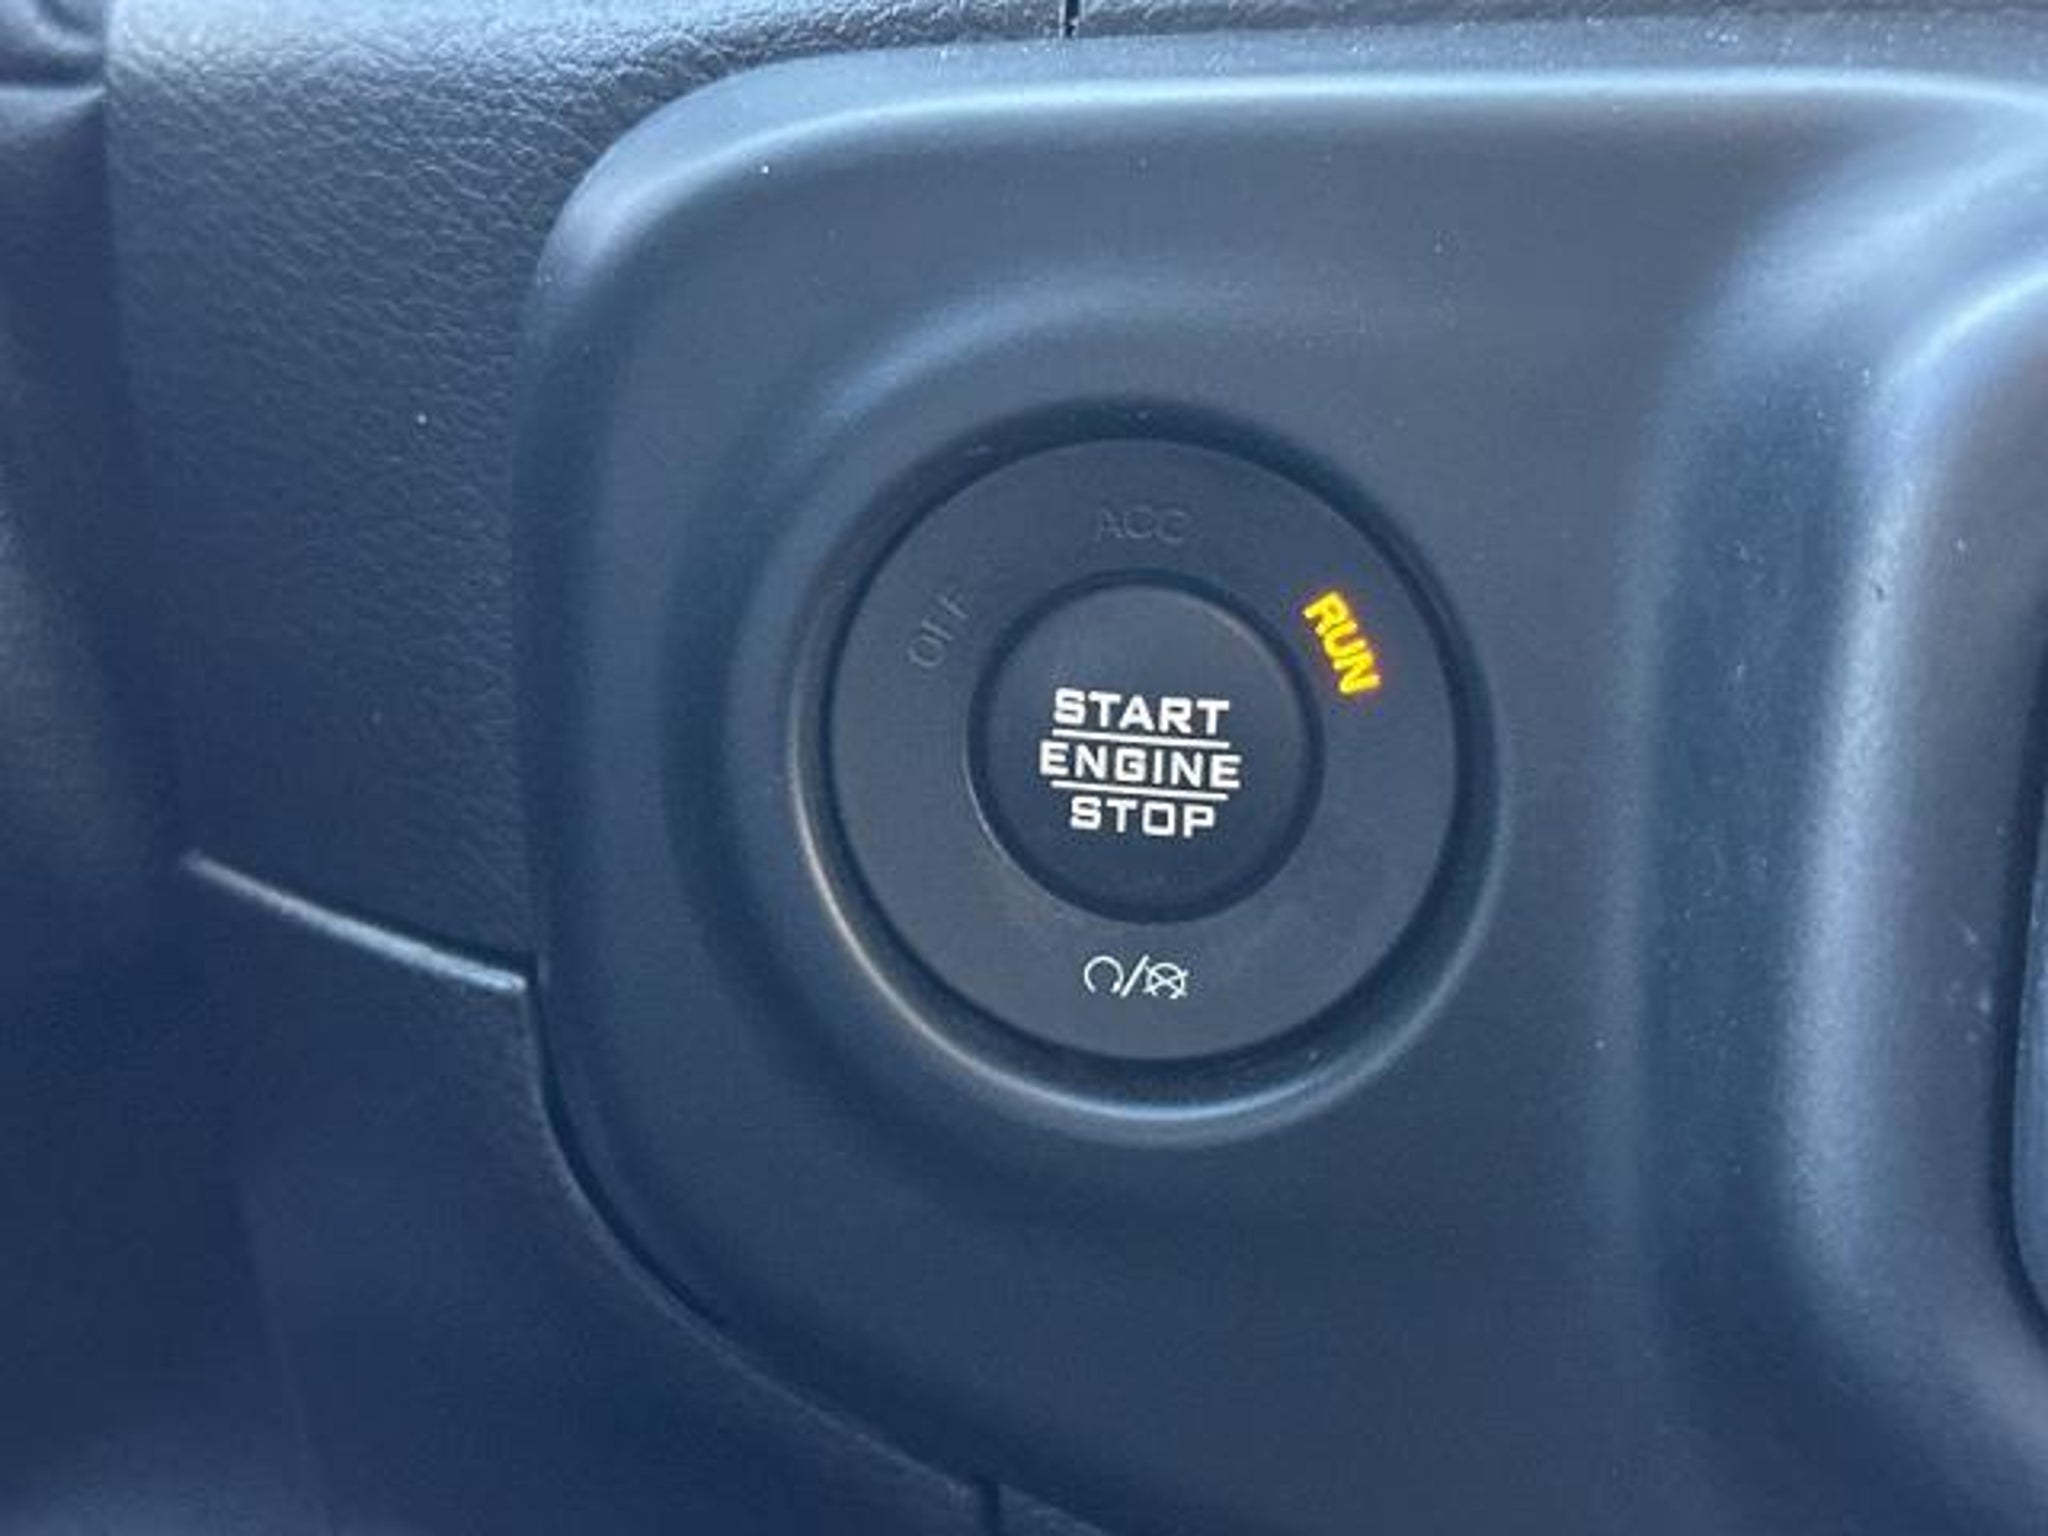 ACC
OFF
RUN
START
ENGINE
STOP